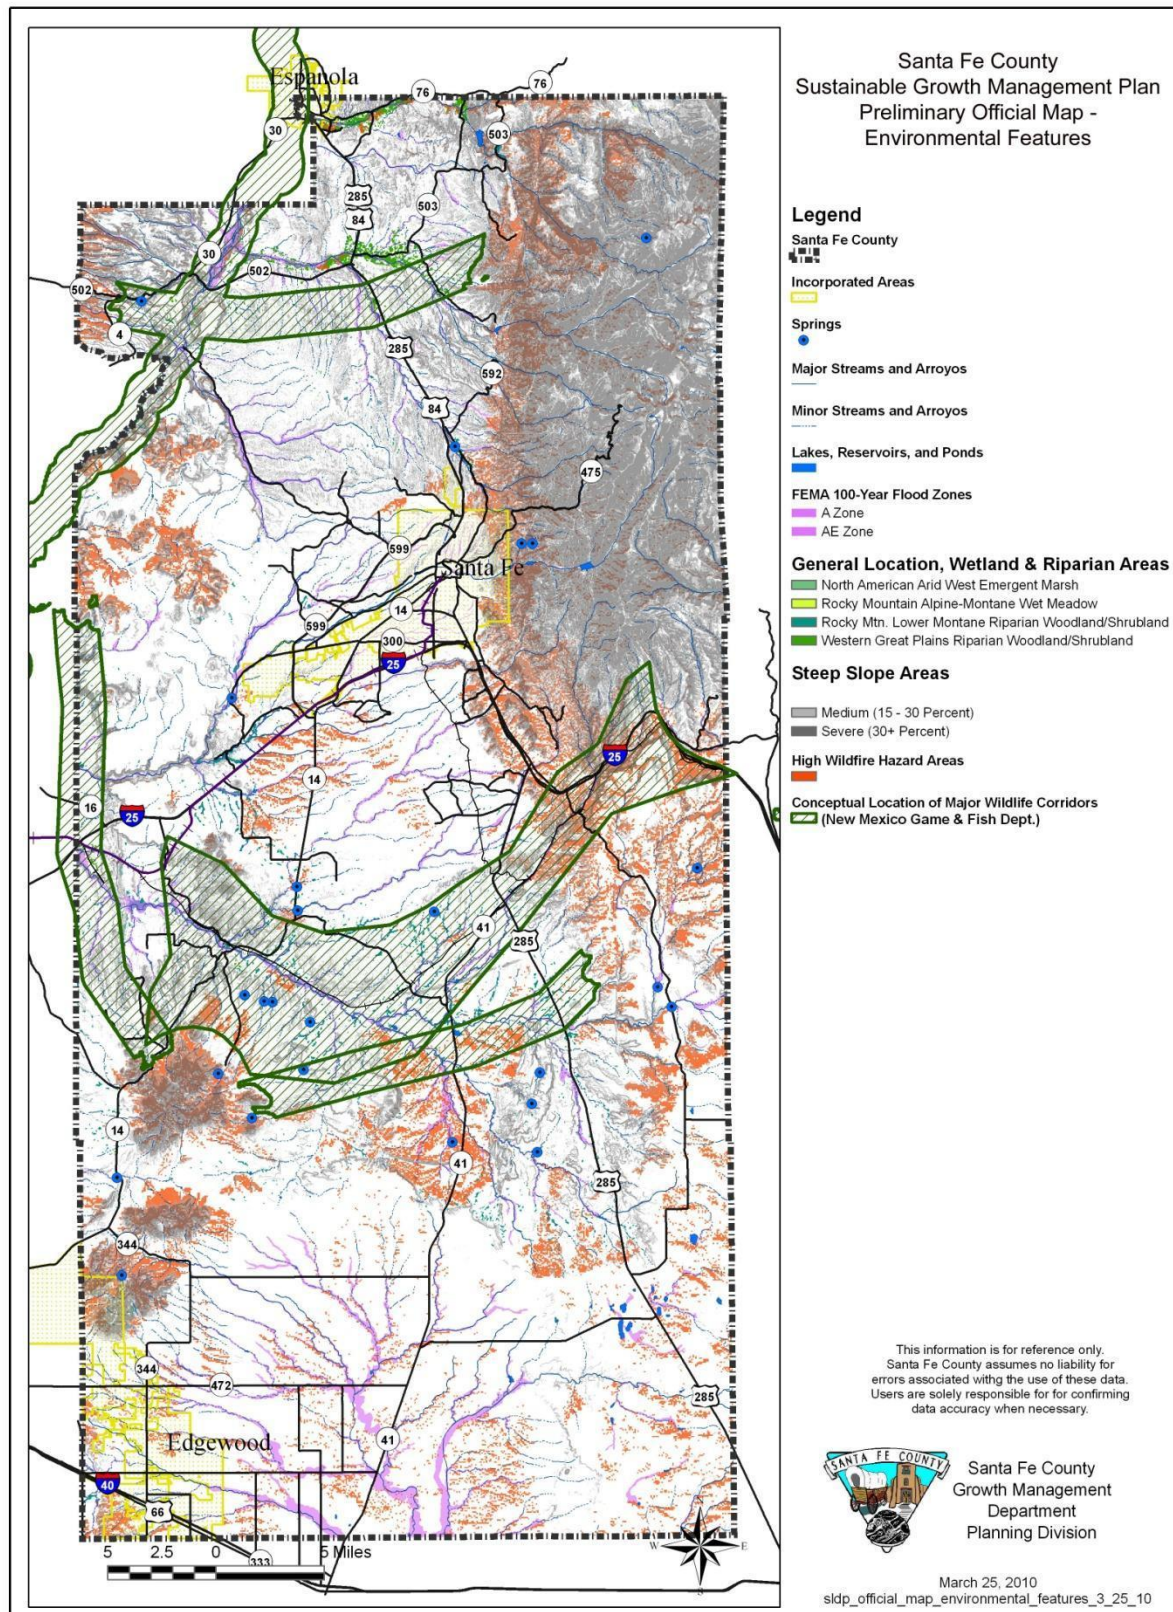 Santa Fe County
Sustainable Growth Management Plan
Preliminary Official Map -
Environmental Features
Legend
Santa Fe County
Incorporated Areas
Springs
Major Streams and Arroyos
Minor Streams and Arroyos
Lakes, Reservoirs, and Ponds
FEMA 100-Year Flood Zones
A Zone
AE Zone
General Location, Wetland & Riparian Areas
North American Arid West Emergent Marsh
Rocky Mountain Alpine-Montane Wet Meadow
Rocky Mtn. Lower Montane Riparian Woodland/Shrubland
Western Great Plains Riparian Woodland/Shrubland
Steep Slope Areas
Medium (15 - 30 Percent)
Severe (30+ Percent)
High Wildfire Hazard Areas
Conceptual Location of Major Wildlife Corridors
(New Mexico Game & Fish Dept.)
This information is for reference only.
Santa Fe County assumes no liability for
errors associated withg the use of these data.
Users are solely responsible for for confirming
data accuracy when necessary.
SANTA FE COUNTY
Santa Fe County
Growth Management
Department
Planning Division
March 25, 2010
sldp_official_map_environmental_features_3_25_10
Espanola
76
76
30
503
285
84
503
30
502
502
4
285
592
84
475
599
Santa Fe
14
599
300
25
25
14
16
25
41
285
14
41
285
344
344
472
285
Edgewood
41
40
66
333
5 2.5 0 5 Miles
N
W E
S